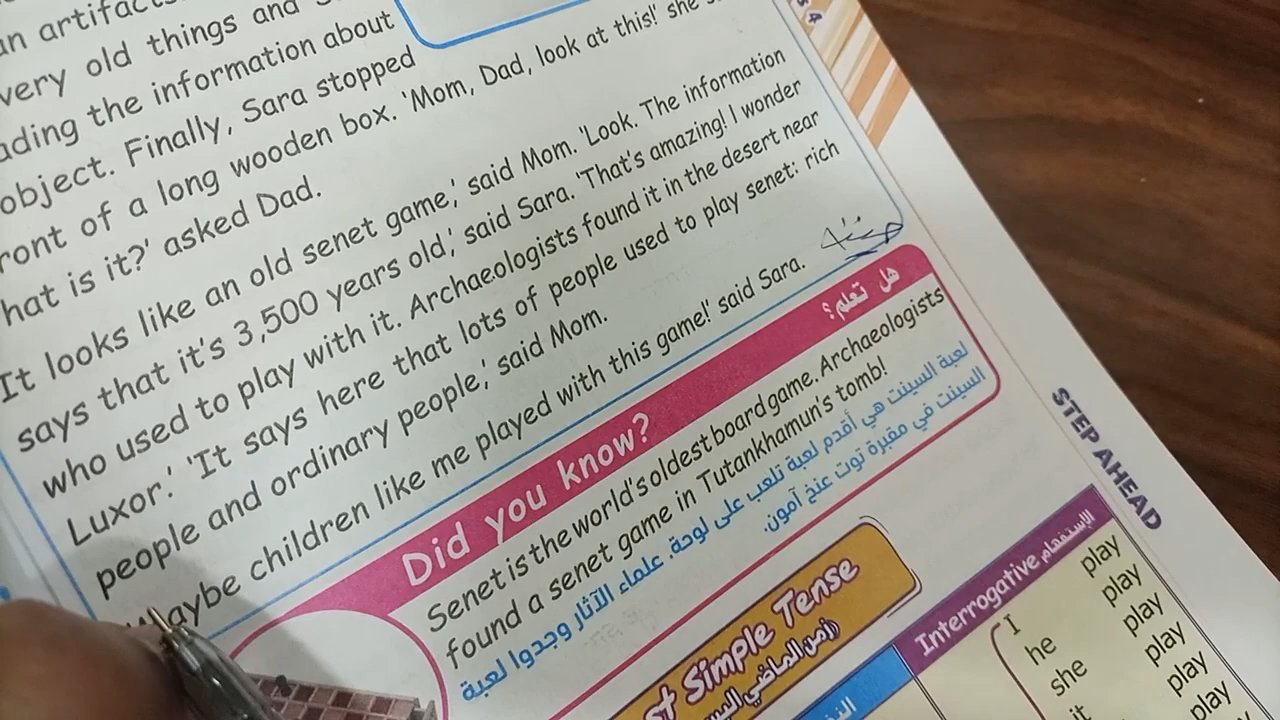 an artifact
very old things and
ading the information about
object. Finally, Sara stopped
ront of a long wooden box. 'Mom, Dad, look at this!' she
hat is it?' asked Dad.
It looks like an old senet game,' said Mom. 'Look. The information
says that it's 3,500 years old,' said Sara. 'That's amazing! I wonder
who used to play with it. Archaeologists found it in the desert near
Luxor.' 'It says here that lots of people used to play senet: rich
people and ordinary people,' said Mom.
Maybe children like me played with this game!' said Sara.
Did you know?
هل تعلم؟
Senet is the world's oldest board game. Archaeologists
found a senet game in Tutankhamun's tomb!
لعبة السينت هي أقدم لعبة تلعب على لوحة. علماء الآثار وجدوا لعبة
السينت في مقبرة توت عنخ آمون.
STEP AHEAD
st Simple Tense
زمن الماضي
Interrogative الإستفهام
I play
he play
she play
it play
play
play